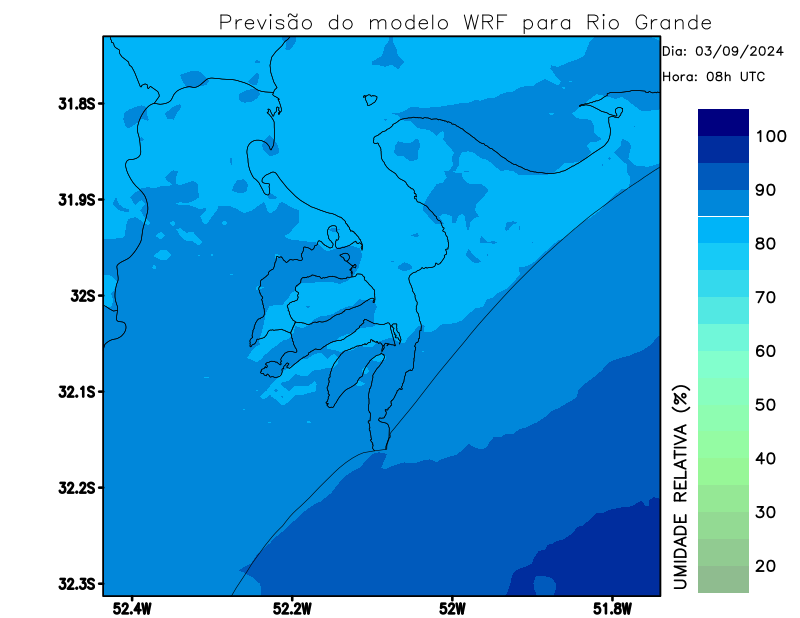 Previsão do modelo WRF para Rio Grande
Dia: 03/09/2024
Hora: 08h UTC
31.8S
31.9S
32S
32.1S
32.2S
32.3S
52.4W
52.2W
52W
51.8W
100
90
80
70
60
50
40
30
20
UMIDADE RELATIVA (%)